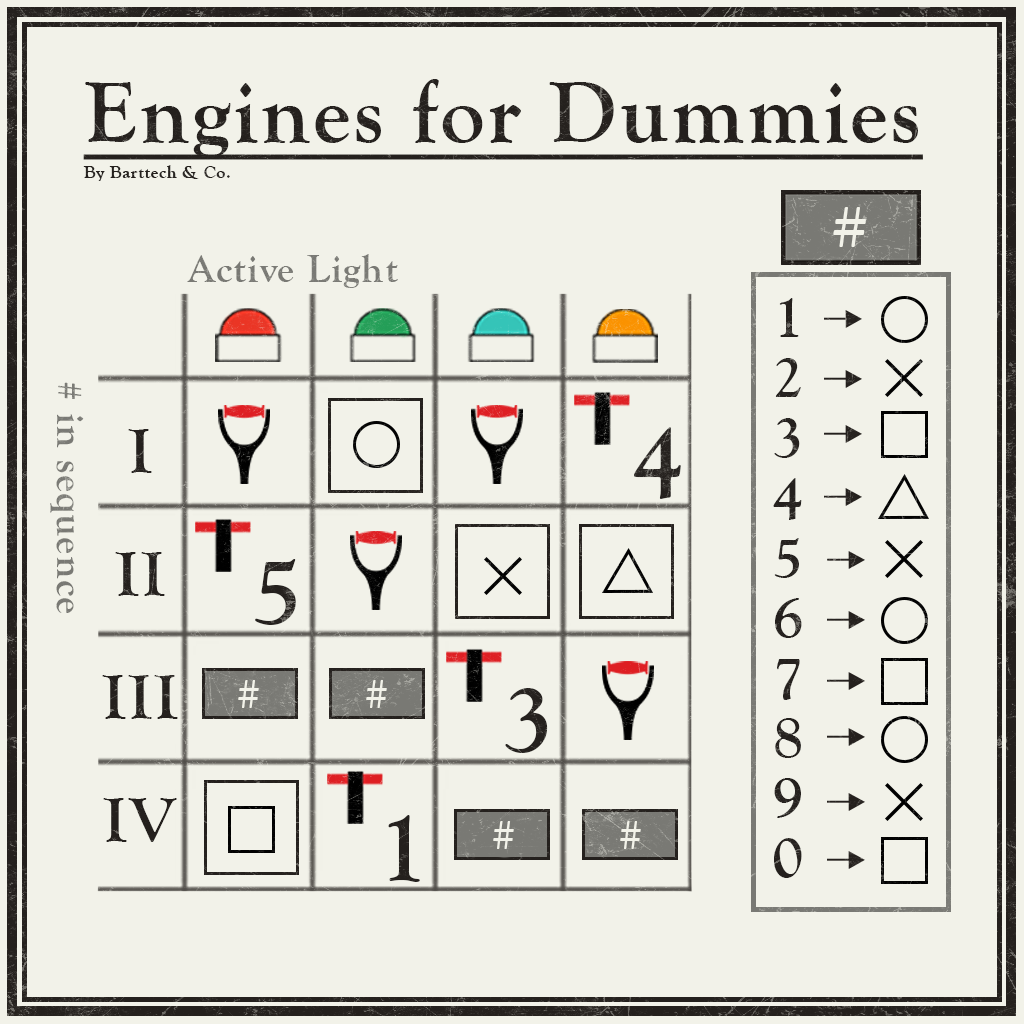 Engines for Dummies
By Barttech & Co.
#
Active Light
# in sequence
I
4
II
5
III
#
#
3
IV
1
#
#
1
2
3
4
5
6
7
8
9
0